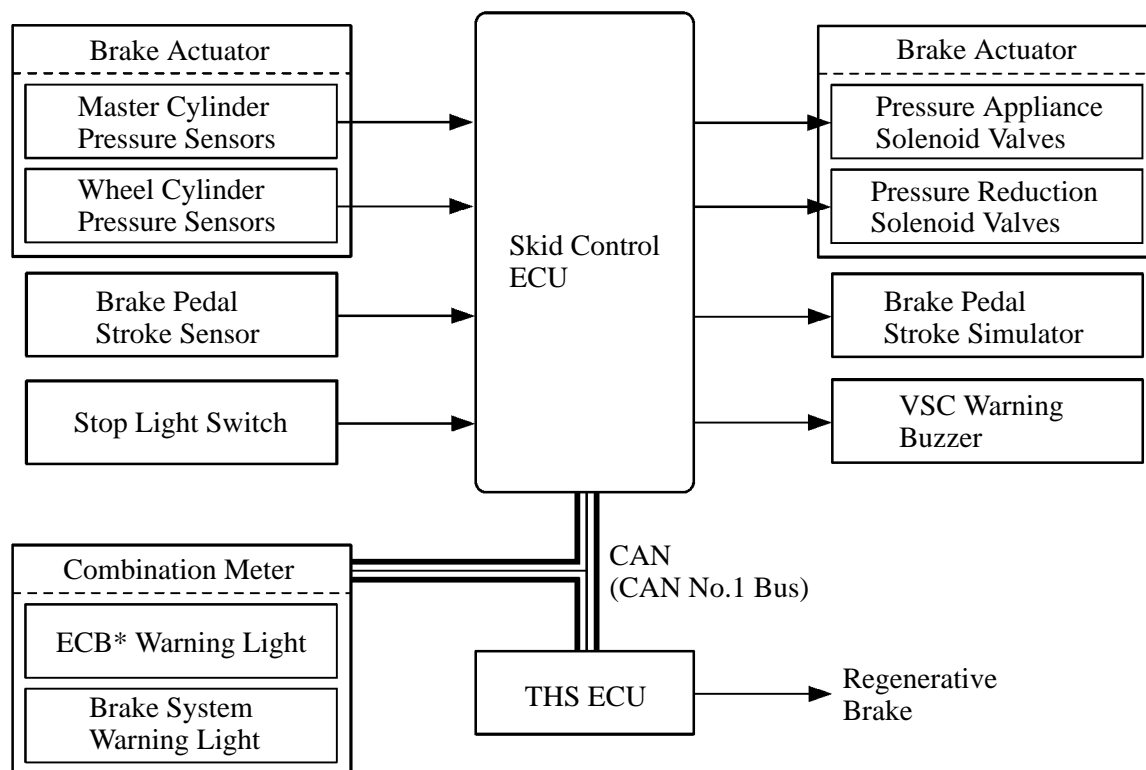 Brake Actuator
Master Cylinder
Pressure Sensors
Wheel Cylinder
Pressure Sensors
Brake Pedal
Stroke Sensor
Stop Light Switch
Skid Control
ECU
Brake Actuator
Pressure Appliance
Solenoid Valves
Pressure Reduction
Solenoid Valves
Brake Pedal
Stroke Simulator
VSC Warning
Buzzer
Combination Meter
ECB* Warning Light
Brake System
Warning Light
CAN
(CAN No.1 Bus)
THS ECU
Regenerative
Brake